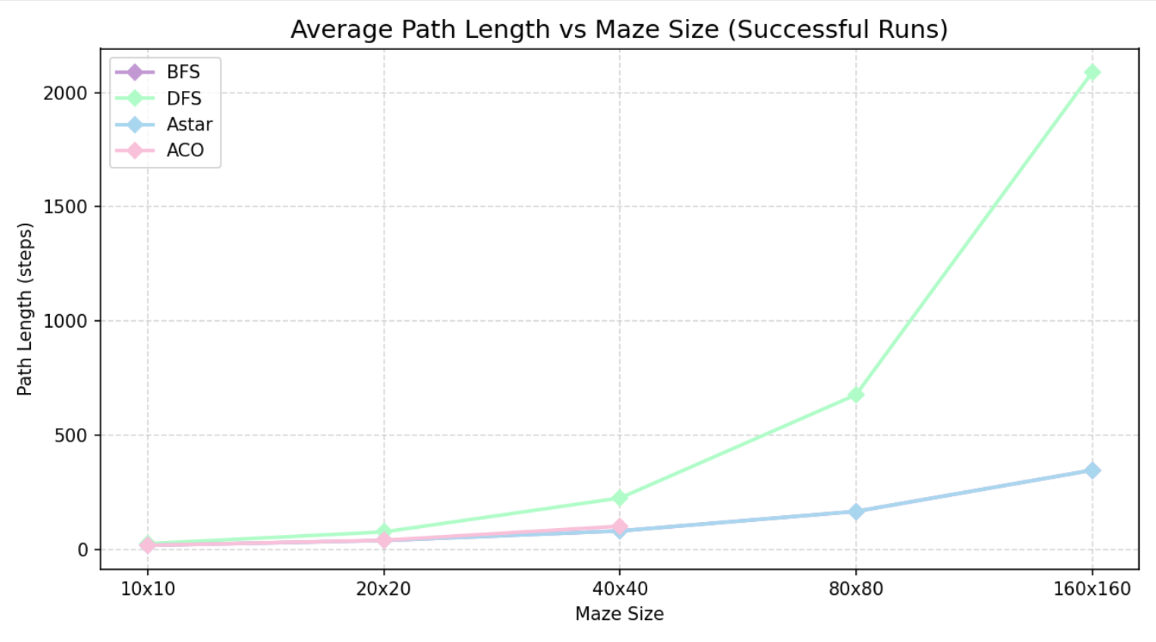 Average Path Length vs Maze Size (Successful Runs)
BFS
DFS
Astar
ACO
Path Length (steps)
2000
1500
1000
500
0
10x10 20x20 40x40 80x80 160x160
Maze Size